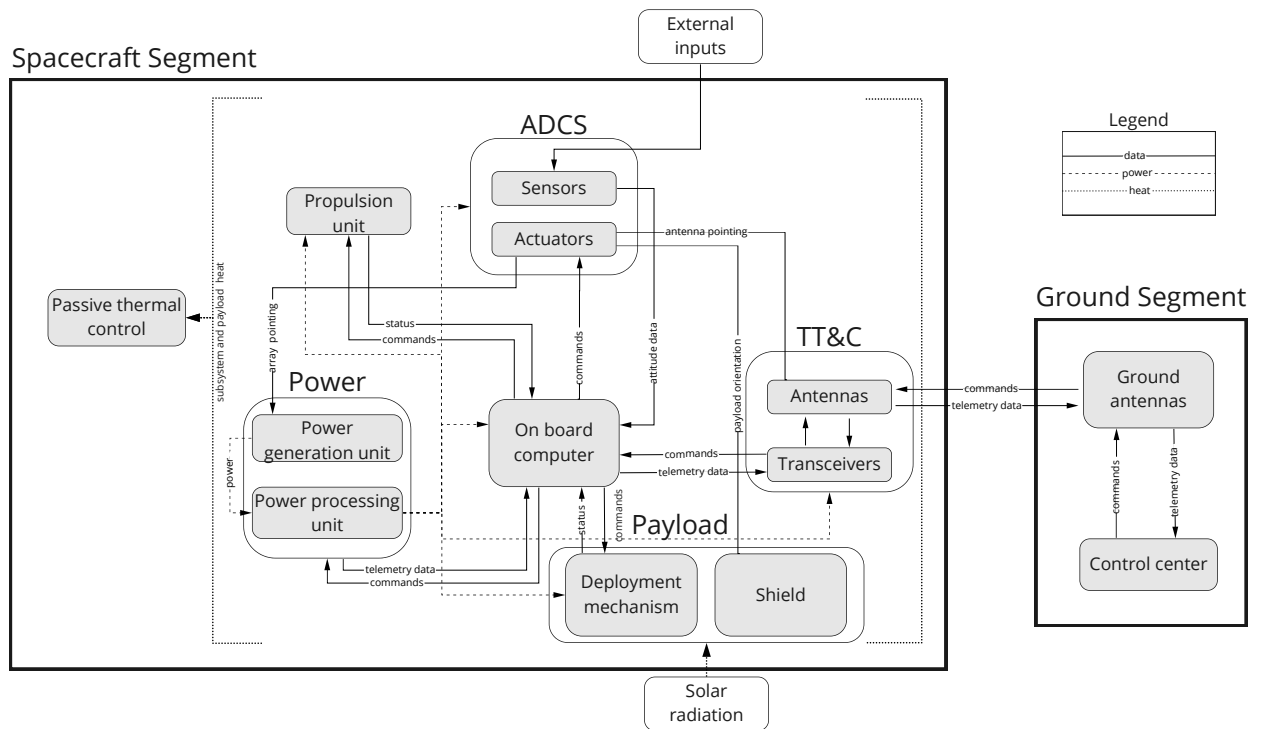 External
inputs
Spacecraft Segment
ADCS
Legend
data
power
heat
Sensors
Propulsion
unit
Actuators
antenna pointing
subsystem and payload heat
Passive thermal
control
array pointing
status
commands
commands
attitude data
payload orientation
Ground Segment
TT&C
Power
Ground
antennas
Antennas
commands
telemetry data
Power
generation unit
On board
computer
commands
telemetry data
Transceivers
power
Power processing
unit
status
commands
Payload
commands
telemetry data
Control center
telemetry data
commands
Deployment
mechanism
Shield
Solar
radiation